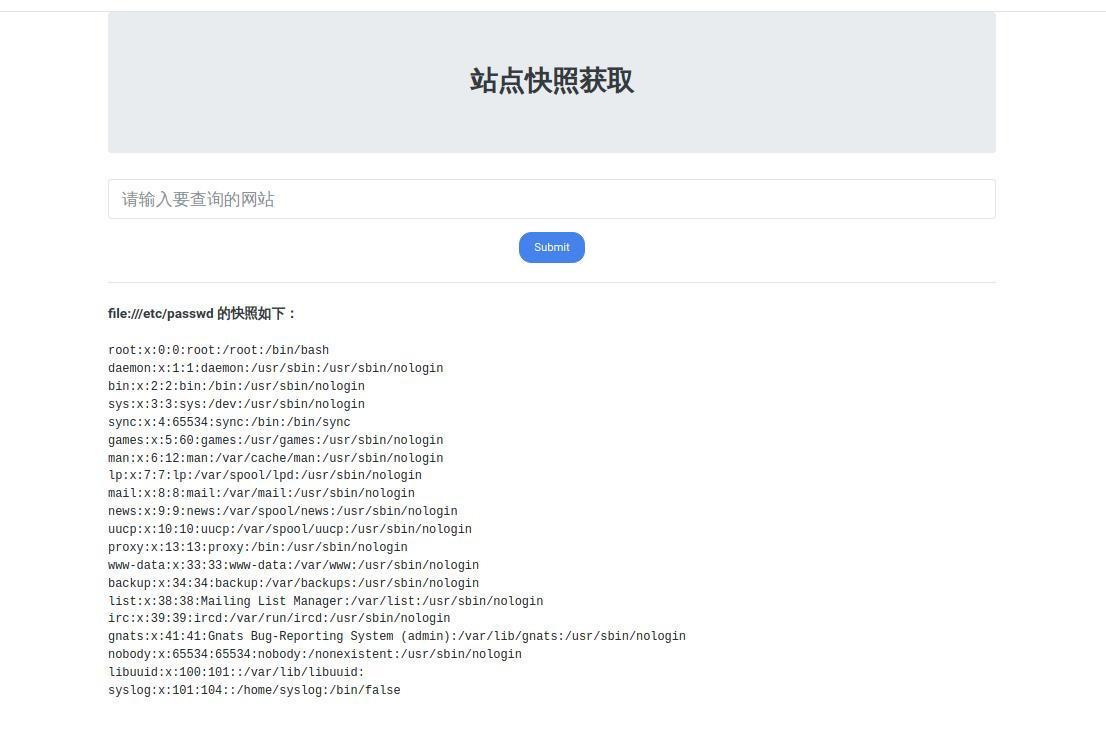 站点快照获取
请输入要查询的网站
Submit
file:///etc/passwd 的快照如下：
root:x:0:0:root:/root:/bin/bash
daemon:x:1:1:daemon:/usr/sbin:/usr/sbin/nologin
bin:x:2:2:bin:/bin:/usr/sbin/nologin
sys:x:3:3:sys:/dev:/usr/sbin/nologin
sync:x:4:65534:sync:/bin:/bin/sync
games:x:5:60:games:/usr/games:/usr/sbin/nologin
man:x:6:12:man:/var/cache/man:/usr/sbin/nologin
lp:x:7:7:lp:/var/spool/lpd:/usr/sbin/nologin
mail:x:8:8:mail:/var/mail:/usr/sbin/nologin
news:x:9:9:news:/var/spool/news:/usr/sbin/nologin
uucp:x:10:10:uucp:/var/spool/uucp:/usr/sbin/nologin
proxy:x:13:13:proxy:/bin:/usr/sbin/nologin
www-data:x:33:33:www-data:/var/www:/usr/sbin/nologin
backup:x:34:34:backup:/var/backups:/usr/sbin/nologin
list:x:38:38:Mailing List Manager:/var/list:/usr/sbin/nologin
irc:x:39:39:ircd:/var/run/ircd:/usr/sbin/nologin
gnats:x:41:41:Gnats Bug-Reporting System (admin):/var/lib/gnats:/usr/sbin/nologin
nobody:x:65534:65534:nobody:/nonexistent:/usr/sbin/nologin
libuuid:x:100:101::/var/lib/libuuid:
syslog:x:101:104::/home/syslog:/bin/false